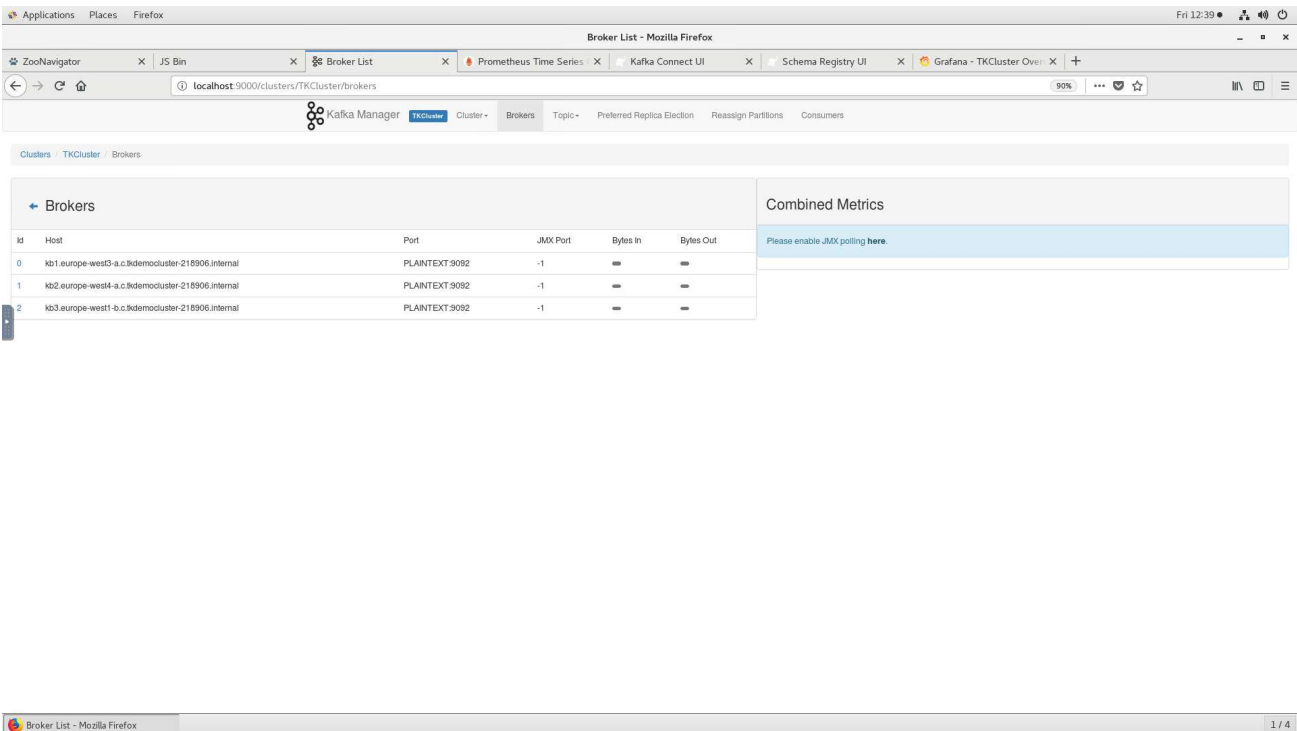 Applications Places Firefox Fri 12:39
Broker List - Mozilla Firefox
ZooNavigator JS Bin Broker List Prometheus Time Series Kafka Connect UI Schema Registry UI Grafana - TKCluster Over
localhost:9000/clusters/TKCluster/brokers 90%
Kafka Manager TKCluster Cluster Brokers Topic Preferred Replica Election Reassign Partitions Consumers
Clusters / TKCluster / Brokers
Brokers
Id Host Port JMX Port Bytes In Bytes Out
0 kb1.europe-west3-a.c.tkdemocluster-218906.internal PLAINTEXT:9092 -1
1 kb2.europe-west4-a.c.tkdemocluster-218906.internal PLAINTEXT:9092 -1
2 kb3.europe-west1-b.c.tkdemocluster-218906.internal PLAINTEXT:9092 -1
Combined Metrics
Please enable JMX polling here.
Broker List - Mozilla Firefox 1 / 4